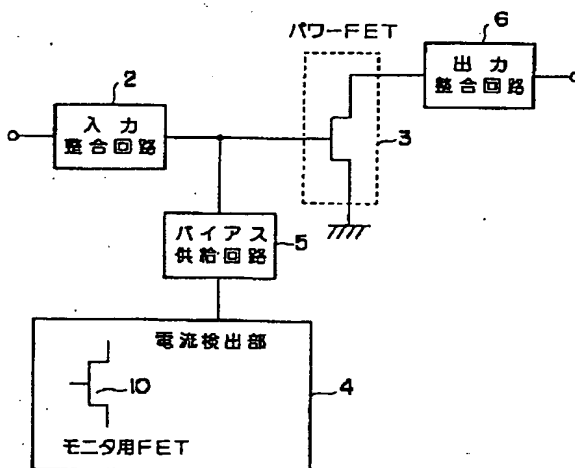 パワーFET
6
出力
整合回路
2
入力
整合回路
3
バイアス
供給回路
5
電流検出部
10
4
モニタ用FET